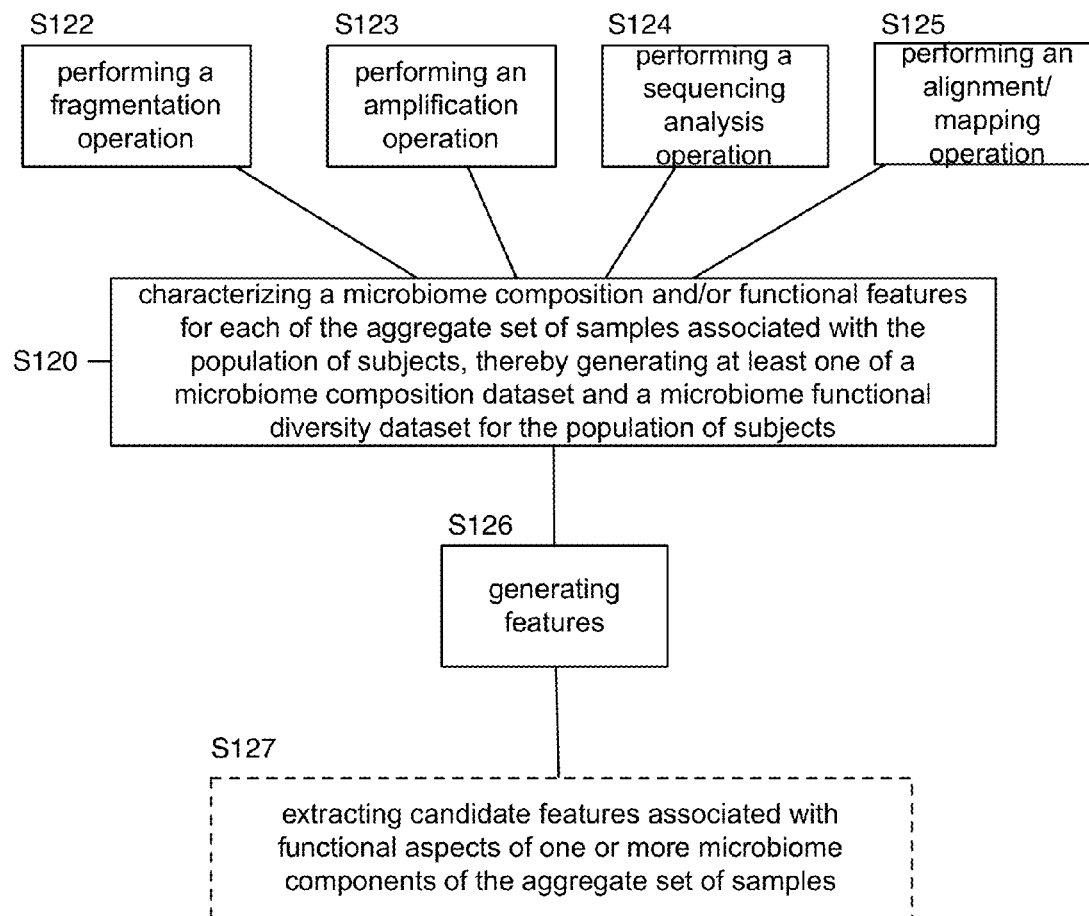 S122
performing a
fragmentation
operation
S123
performing an
amplification
operation
S124
performing a
sequencing
analysis
operation
S125
performing an
alignment/
mapping
operation
S120
characterizing a microbiome composition and/or functional features
for each of the aggregate set of samples associated with the
population of subjects, thereby generating at least one of a
microbiome composition dataset and a microbiome functional
diversity dataset for the population of subjects
S126
generating
features
S127
extracting candidate features associated with
functional aspects of one or more microbiome
components of the aggregate set of samples